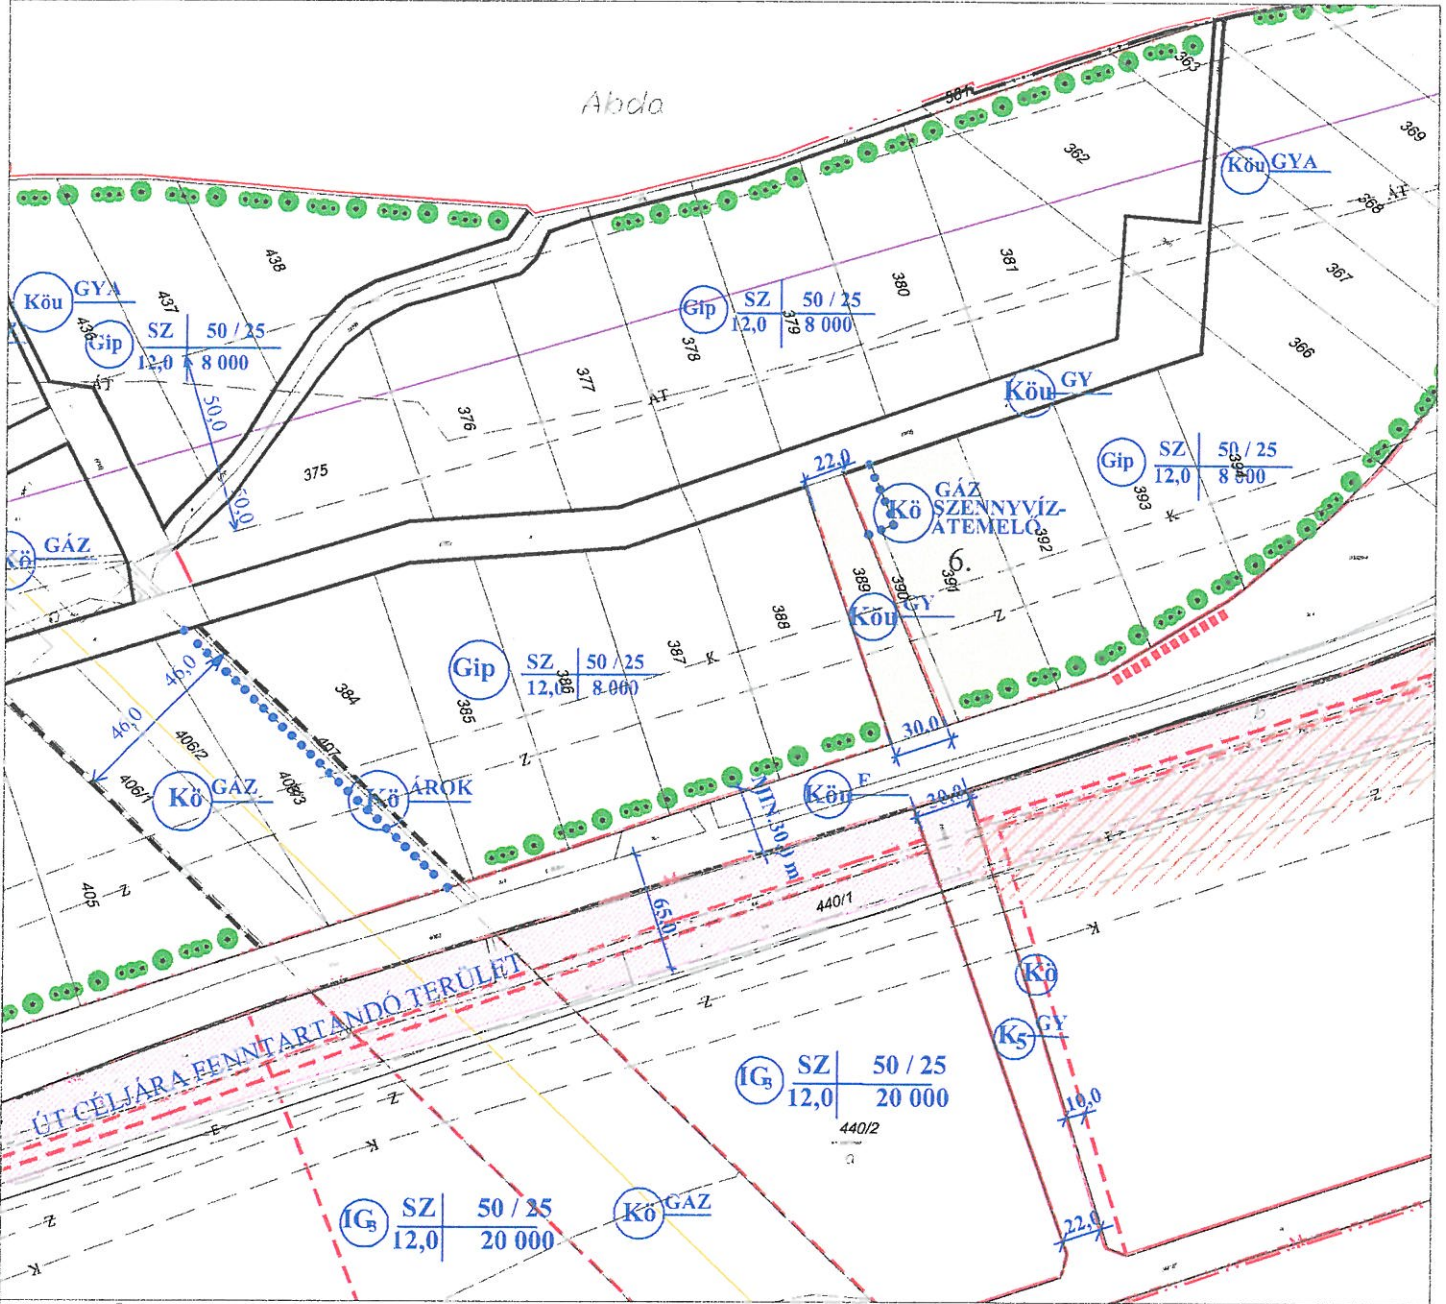 Abda
363
581
362
369
Köu GYA
ÁT
368
438
437
Köu GYA
436
Gip SZ 50 / 25
12,0 8 000
381
380
367
Gip SZ 50 / 25
12,0 8 000
379
378
366
377
ÁT
50,0
376
Köu GY
375
50,0
22,0
Gip SZ 50 / 25
12,0 8 000
394
393
K
Kö GÁZ
SZENNYVÍZ-
ÁTEMELŐ
392
Kö GÁZ
6.
389
390
391
Köu GY
Z
388
387
K
Gip SZ 50 / 25
12,0 8 000
386
385
384
46,0
46,0
406/2
407
406/1
Kö GÁZ
Kö ÁROK
Z
30,0
Köu F
20,0
MIN.30,0 m
405
Z
65,0
440/1
K
ÚT CÉLJÁRA FENNTARTANDÓ TERÜLET
Z
Kö
K5 GY
IG SZ 50 / 25
12,0 20 000
10,0
440/2
Z
K
IG SZ 50 / 25
12,0 20 000
Kö GÁZ
22,0
Z
K